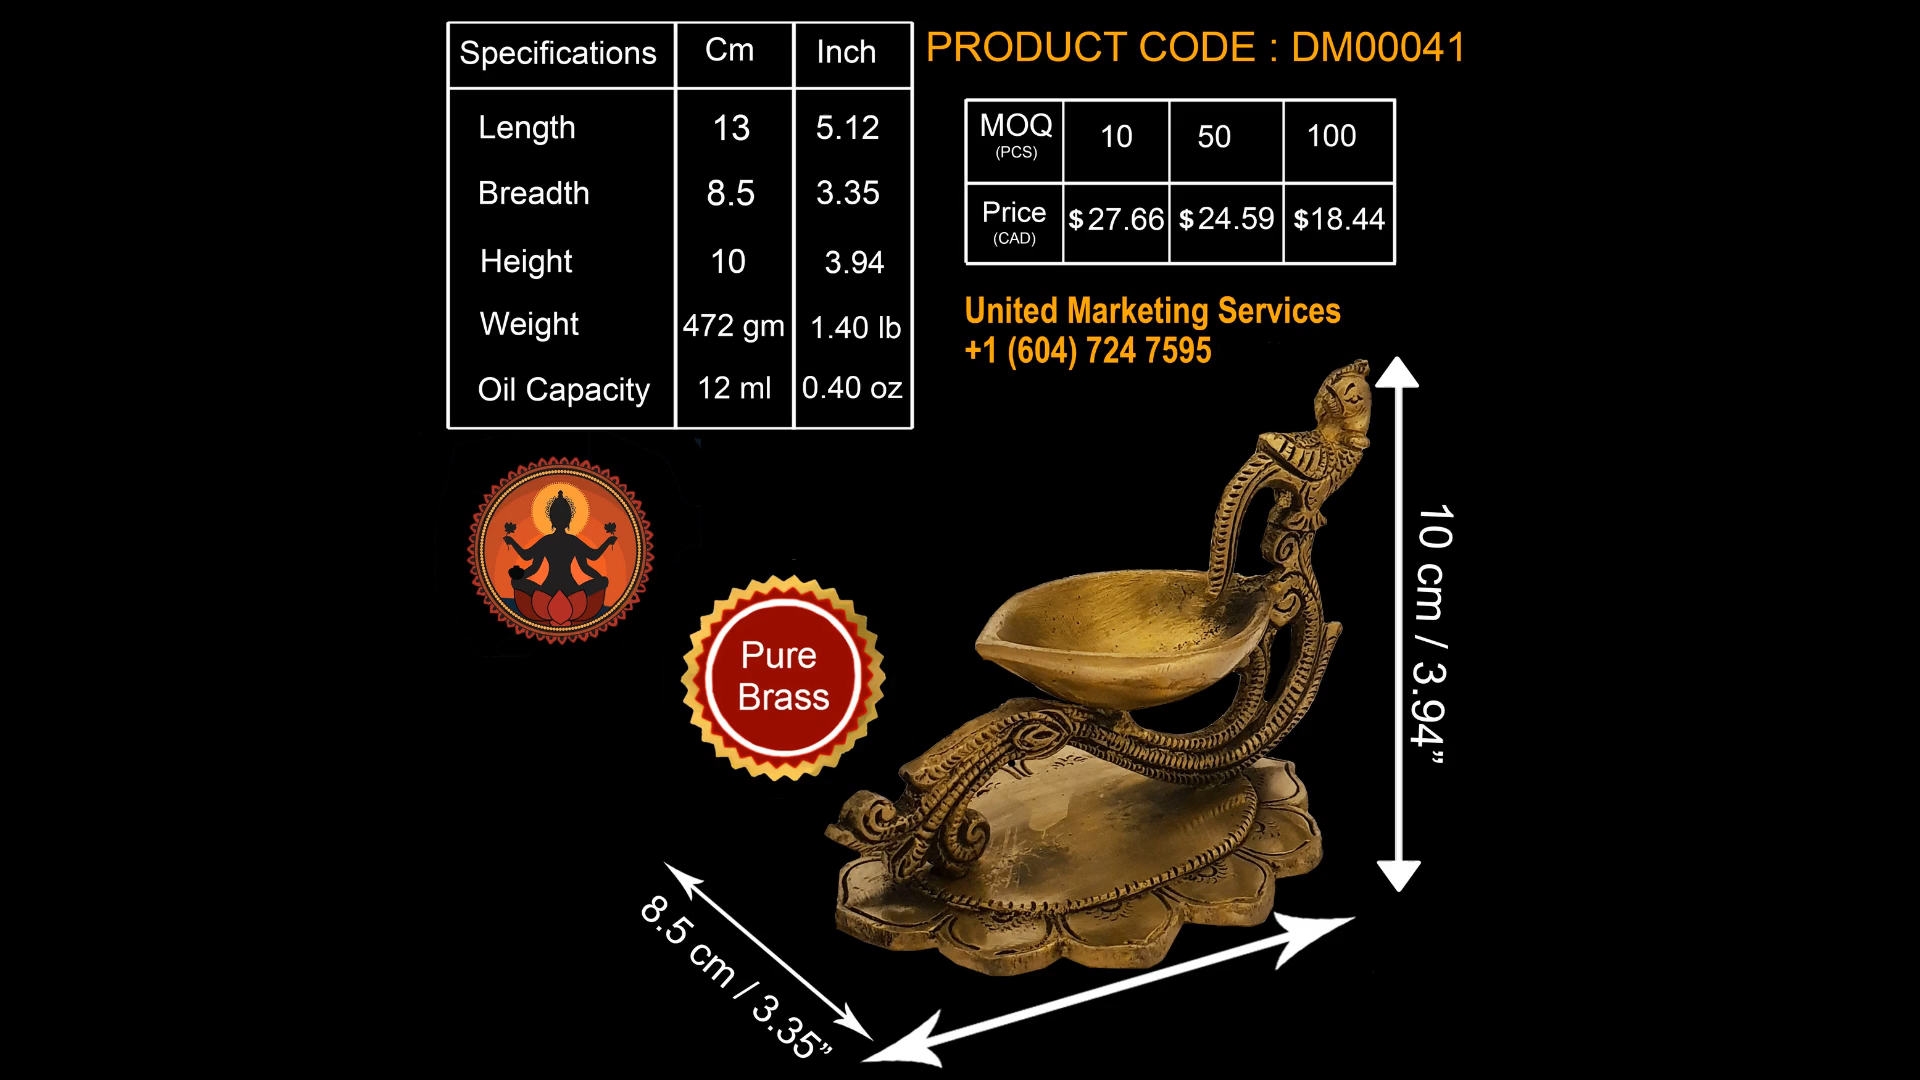 Specifications Cm Inch
Length 13 5.12
Breadth 8.5 3.35
Height 10 3.94
Weight 472 gm 1.40 lb
Oil Capacity 12 ml 0.40 oz
PRODUCT CODE : DM00041
MOQ (PCS) 10 50 100
Price (CAD) $27.66 $24.59 $18.44
United Marketing Services
+1 (604) 724 7595
Pure
Brass
10 cm / 3.94”
8.5 cm / 3.35”